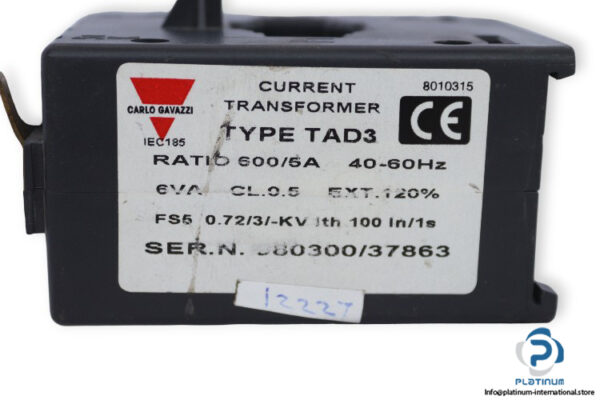 CURRENT
TRANSFORMER
8010315
CARLO GAVAZZI
IEC185
TYPE TAD3
CE
RATIO 600/5A 40-60Hz
6VA CL.0.5 EXT.120%
FS5 0.72/3/-KV Ith 100 In/1s
SER.N. 80300/37863
12227
PLATINUM
Info@platinum-international.store